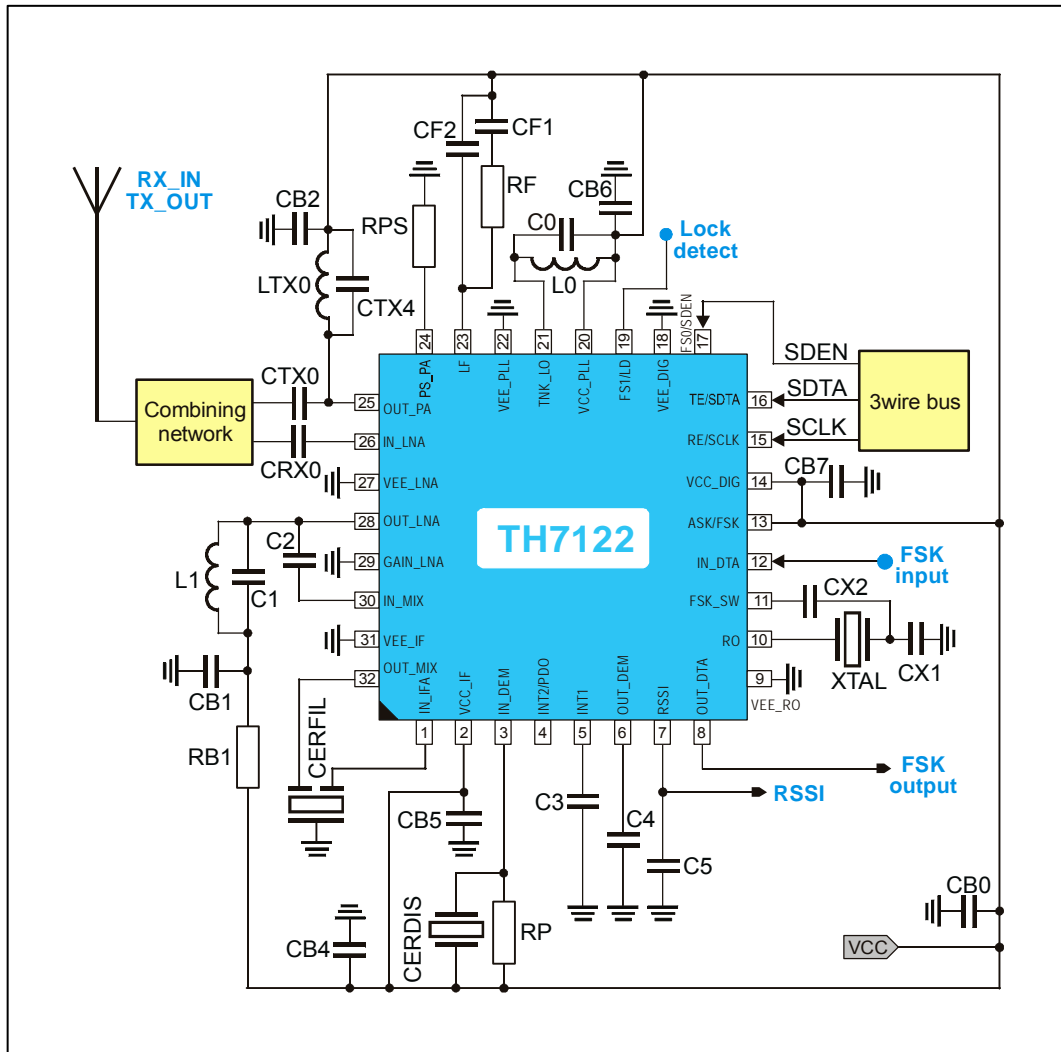 RX_IN
TX_OUT
CF2
CF1
RF
CB2
RPS
CB6
C0
L0
Lock
detect
LTX0
CTX4
24
23
22
21
20
19
18
17
PS_PA
LF
VEE_PLL
TNK_LO
VCC_PLL
FS1/LD
VEE_DIG
FS0/SDEN
SDEN
SDTA
SCLK
3wire bus
Combining
network
CTX0
CRX0
25
OUT_PA
26
IN_LNA
27
VEE_LNA
28
OUT_LNA
29
GAIN_LNA
30
IN_MIX
31
VEE_IF
32
OUT_MIX
TE/SDTA
16
RE/SCLK
15
VCC_DIG
14
ASK/FSK
13
IN_DTA
12
FSK_SW
11
RO
10
9
VEE_RO
TH7122
CB7
FSK
input
CX2
CX1
XTAL
C2
L1
C1
CB1
RB1
CERFIL
IN_IFA
VCC_IF
IN_DEM
INT2/PDO
INT1
OUT_DEM
RSSI
OUT_DTA
1
2
3
4
5
6
7
8
FSK
output
RSSI
C3
C4
C5
CB5
CB4
CERDIS
RP
CB0
VCC